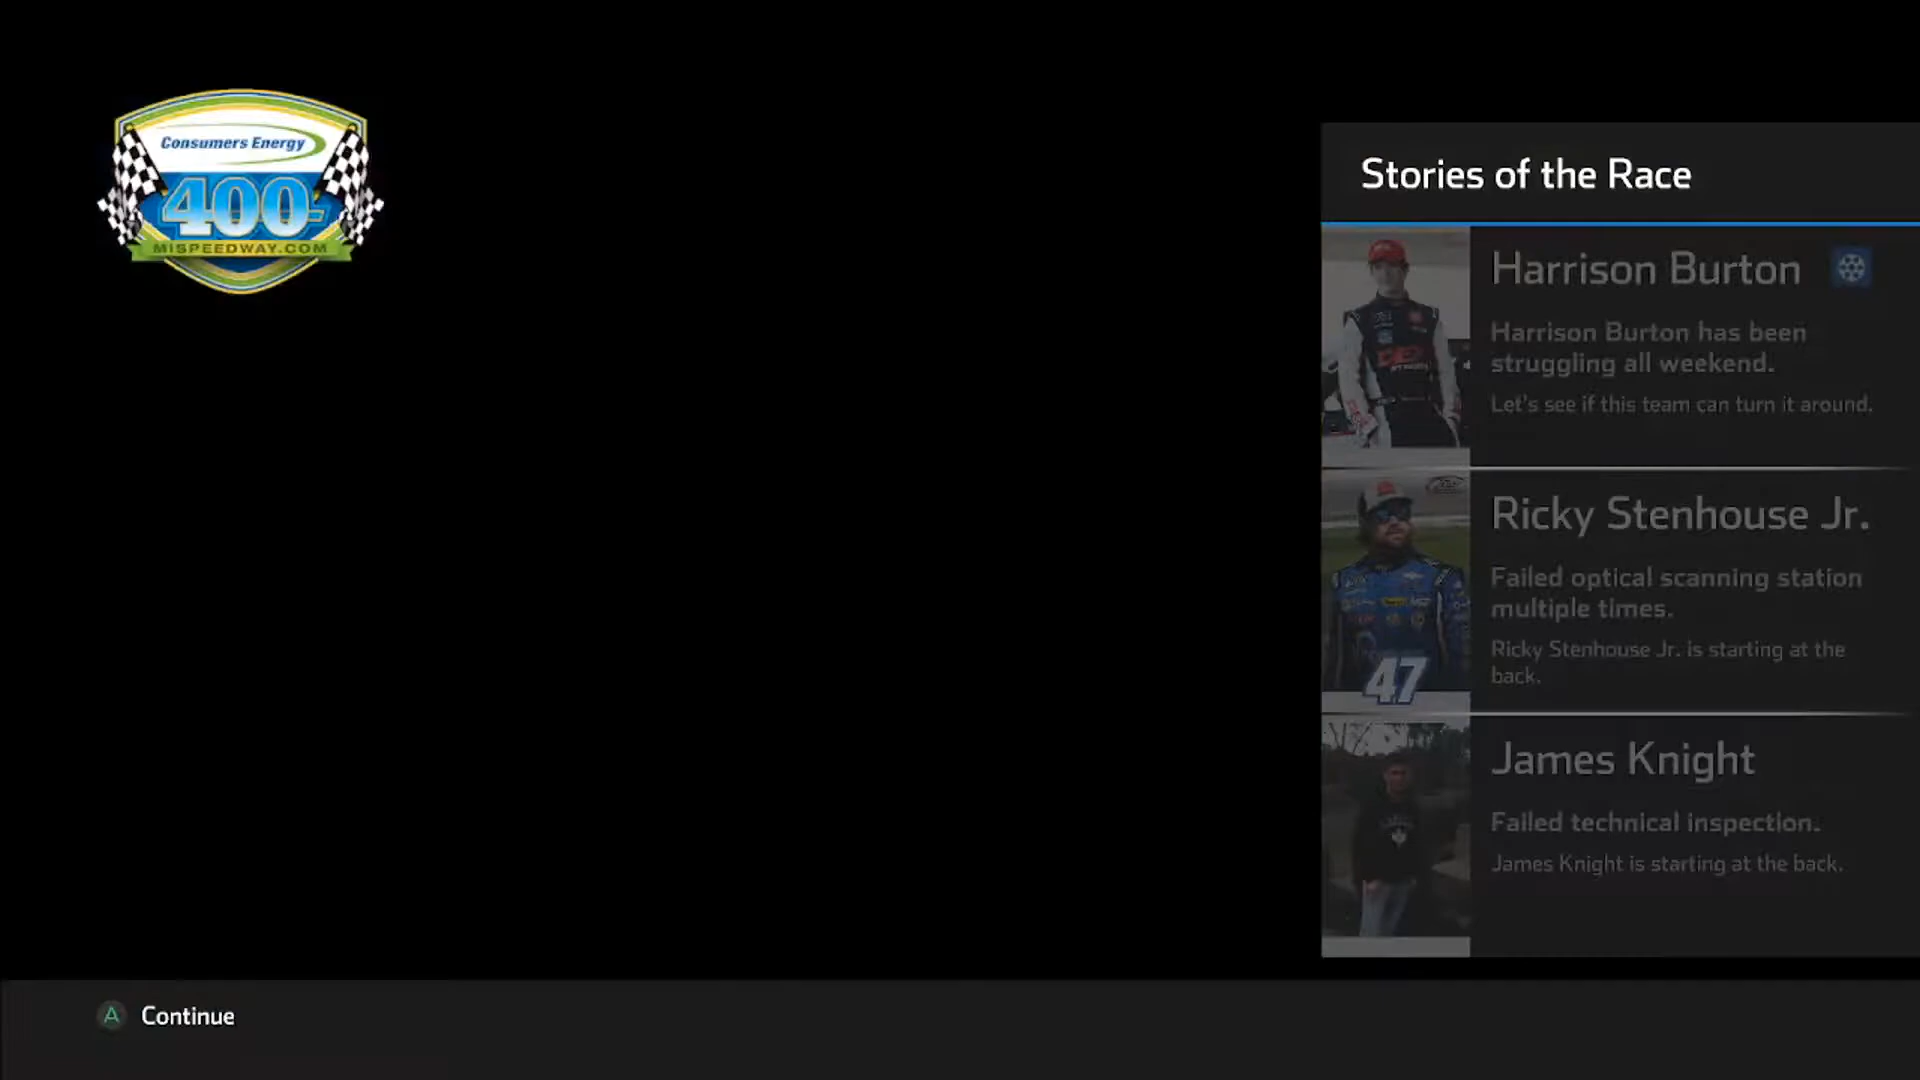 Consumers Energy
400
MISPEEDWAY.COM
Stories of the Race
Harrison Burton
Harrison Burton has been
struggling all weekend.
Let's see if this team can turn it around.
Ricky Stenhouse Jr.
Failed optical scanning station
multiple times.
Ricky Stenhouse Jr. is starting at the
back.
47
James Knight
Failed technical inspection.
James Knight is starting at the back.
A Continue